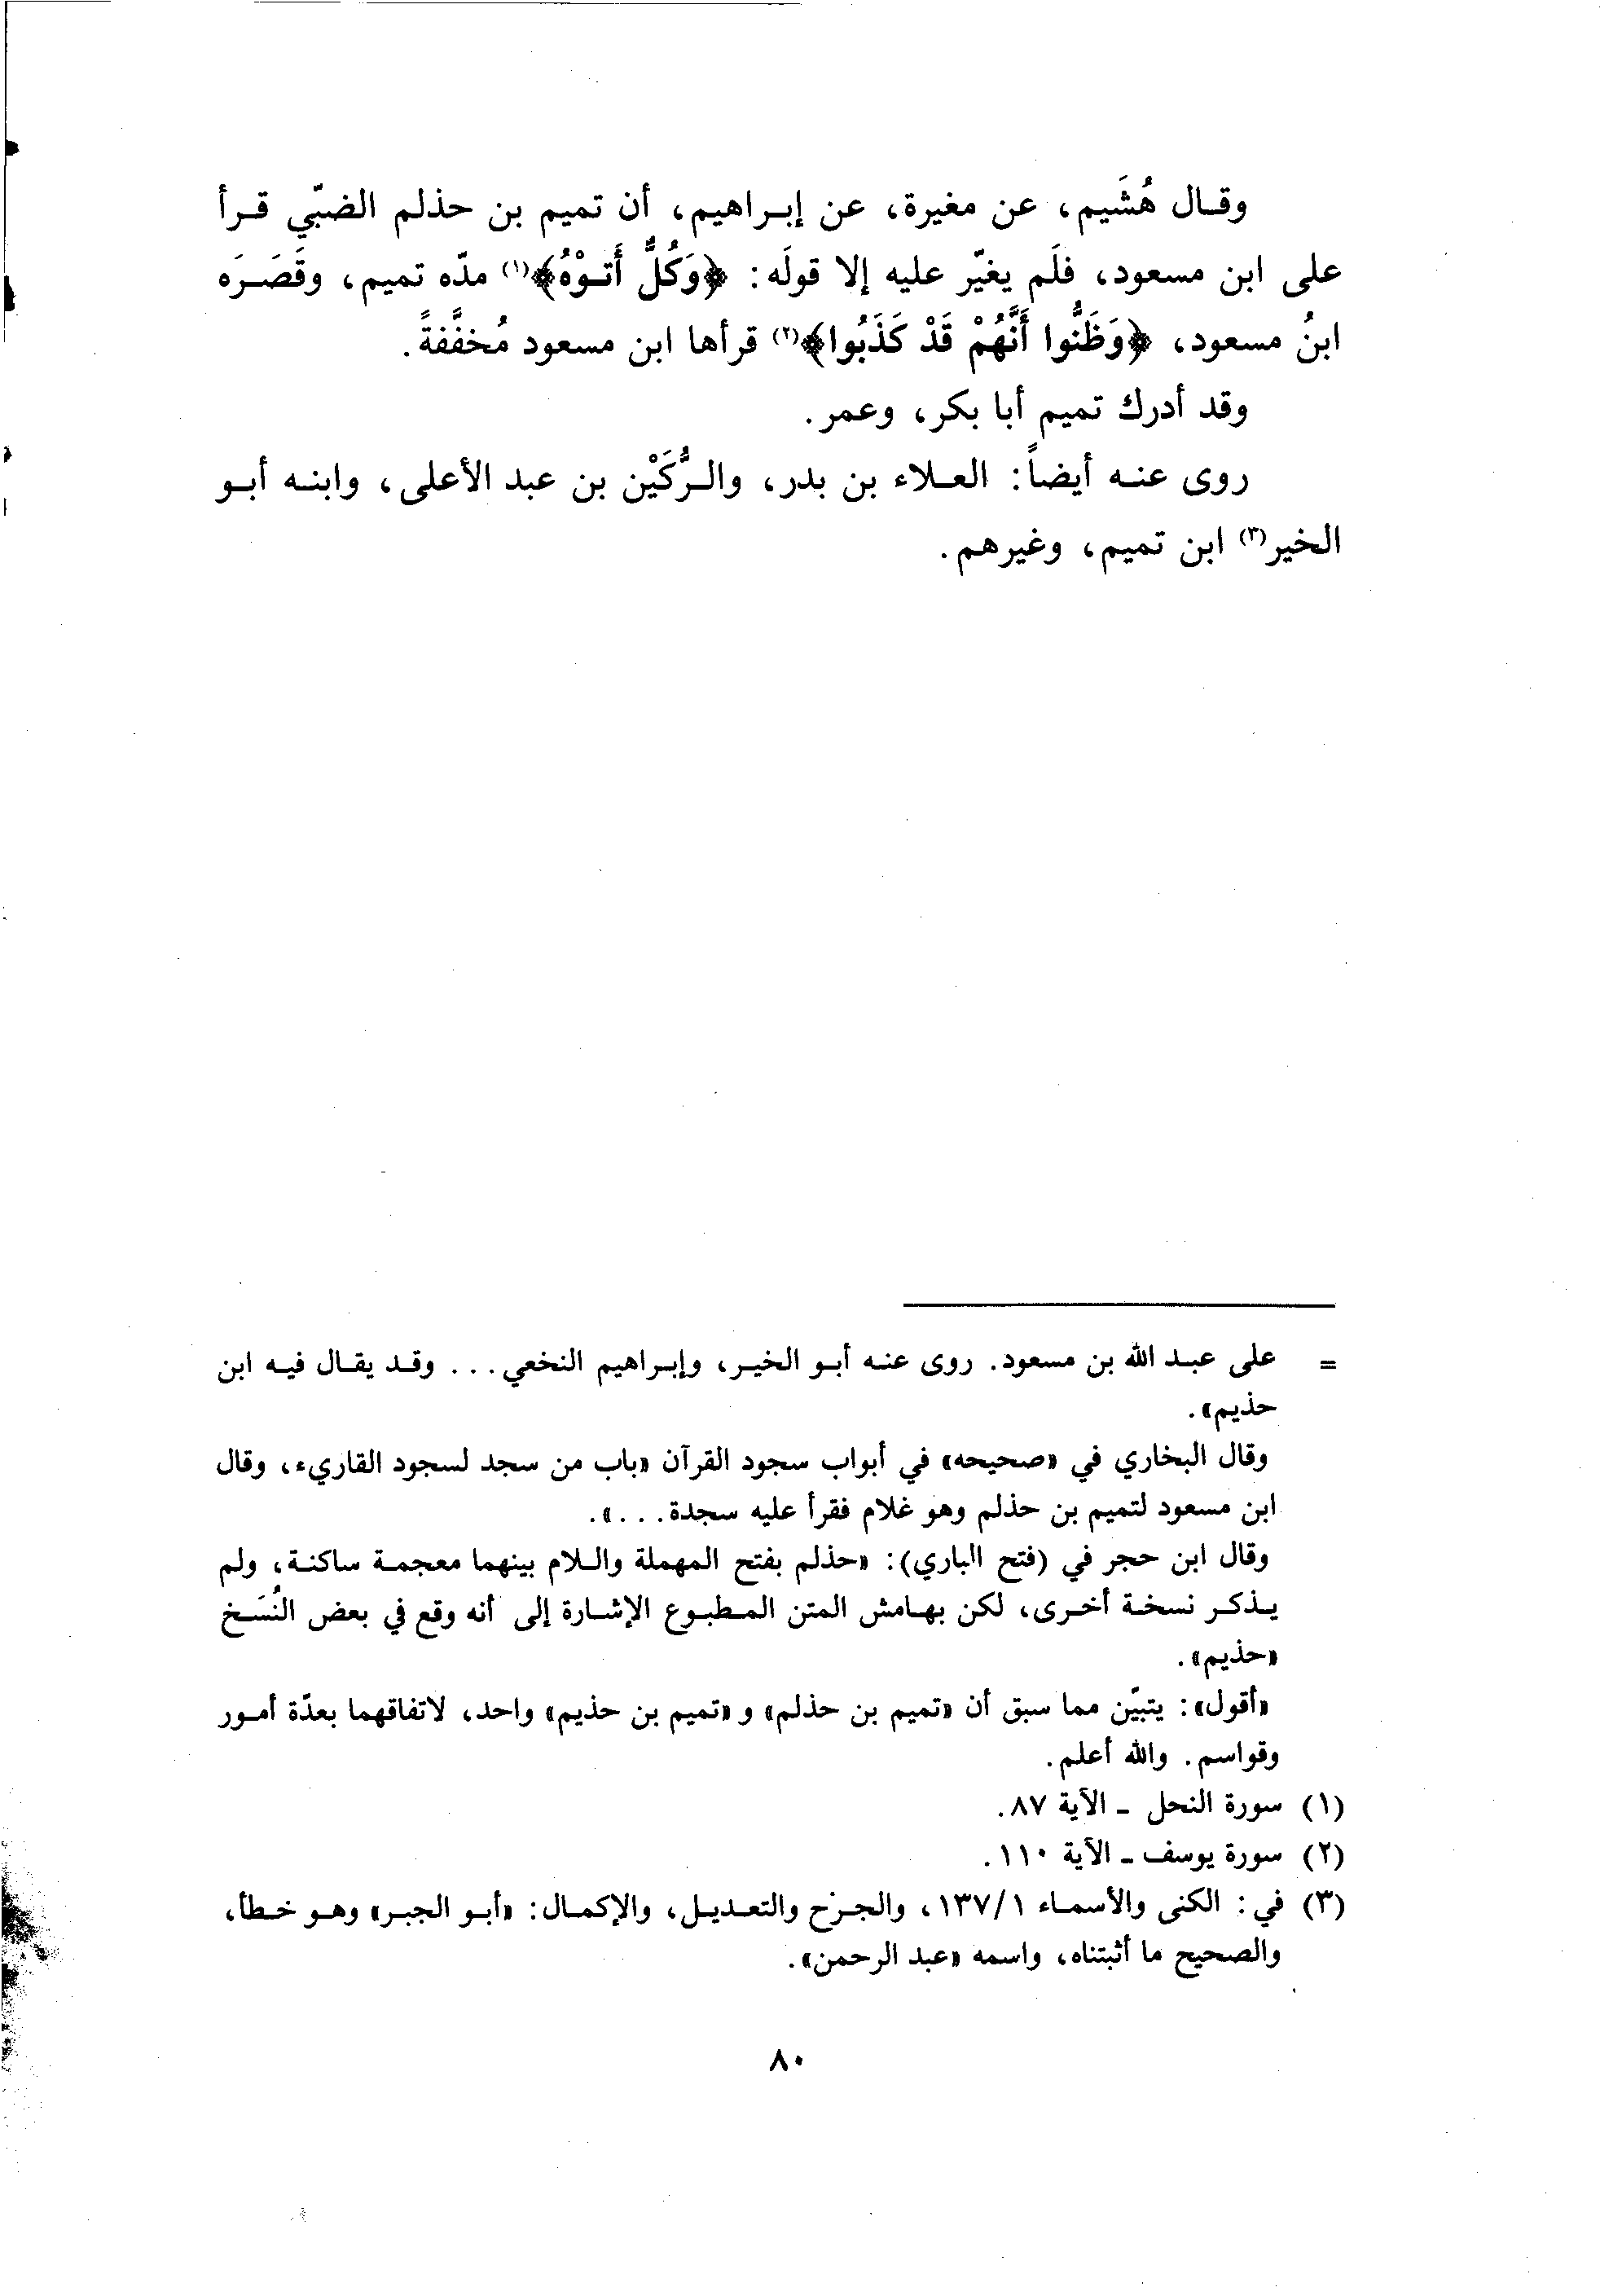 وقال هُشَيم، عن مغيرة، عن إبراهيم، أن تميم بن حذلم الضبّي قرأ
على ابن مسعود، فلَم يغيّر عليه إلا قولَه: ﴿وَكُلٌّ أَتوْهُ﴾(١) مدّه تميم، وقَصَرَه
ابنُ مسعود، ﴿وَظَنُّوا أَنَّهُمْ قَدْ كَذَبُوا﴾(٢) قرأها ابن مسعود مُخفَّفةً.
وقد أدرك تميم أبا بكر، وعمر.
روى عنه أيضاً: العلاء بن بدر، والرُّكَيْن بن عبد الأعلى، وابنه أبو
الخير(٣) ابن تميم، وغيرهم.
= على عبد الله بن مسعود. روى عنه أبو الخير، وإبراهيم النخعي... وقد يقال فيه ابن
حذيم».
وقال البخاري في «صحيحه» في أبواب سجود القرآن «باب من سجد لسجود القاريء، وقال
ابن مسعود لتميم بن حذلم وهو غلام فقرأ عليه سجدة...».
وقال ابن حجر في (فتح الباري): «حذلم بفتح المهملة واللام بينهما معجمة ساكنة، ولم
يذكر نسخة أخرى، لكن بهامش المتن المطبوع الإشارة إلى أنه وقع في بعض النُسَخ
«حذيم».
«أقول»: يتبيّن مما سبق أن «تميم بن حذلم» و «تميم بن حذيم» واحد، لاتفاقهما بعدّة أمور
وقواسم. والله أعلم.
(١) سورة النحل ـ الآية ٨٧.
(٢) سورة يوسف ـ الآية ١١٠.
(٣) في: الكنى والأسماء ١/١٣٧، والجرح والتعديل، والإكمال: «أبو الجبر» وهو خطأ،
والصحيح ما أثبتناه، واسمه «عبد الرحمن».
٨٠